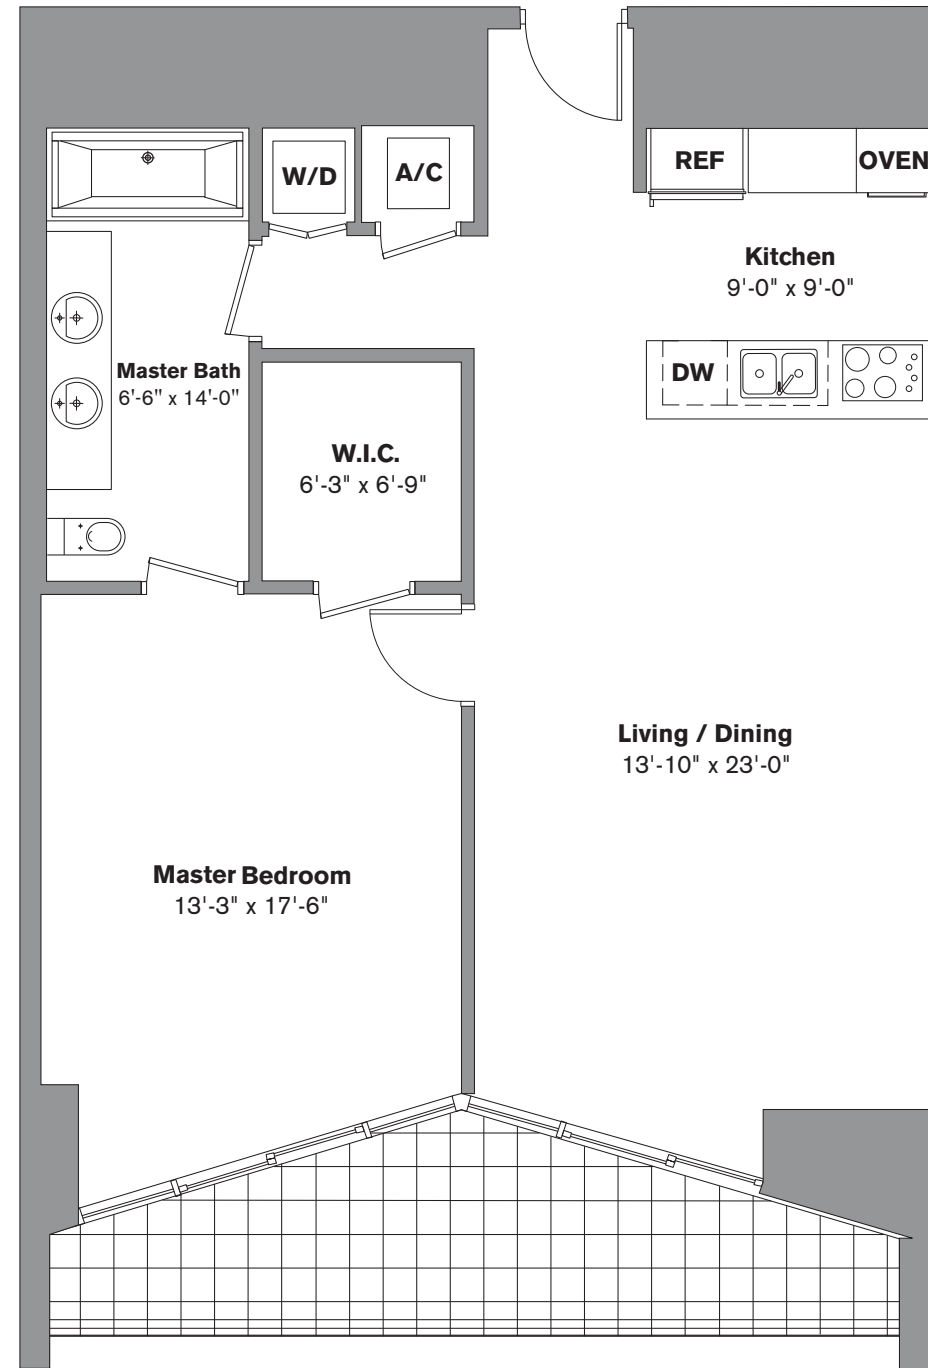 W/D
A/C
REF
OVEN
Kitchen
9'-0" x 9'-0"
Master Bath
6'-6" x 14'-0"
DW
W.I.C.
6'-3" x 6'-9"
Living / Dining
13'-10" x 23'-0"
Master Bedroom
13'-3" x 17'-6"